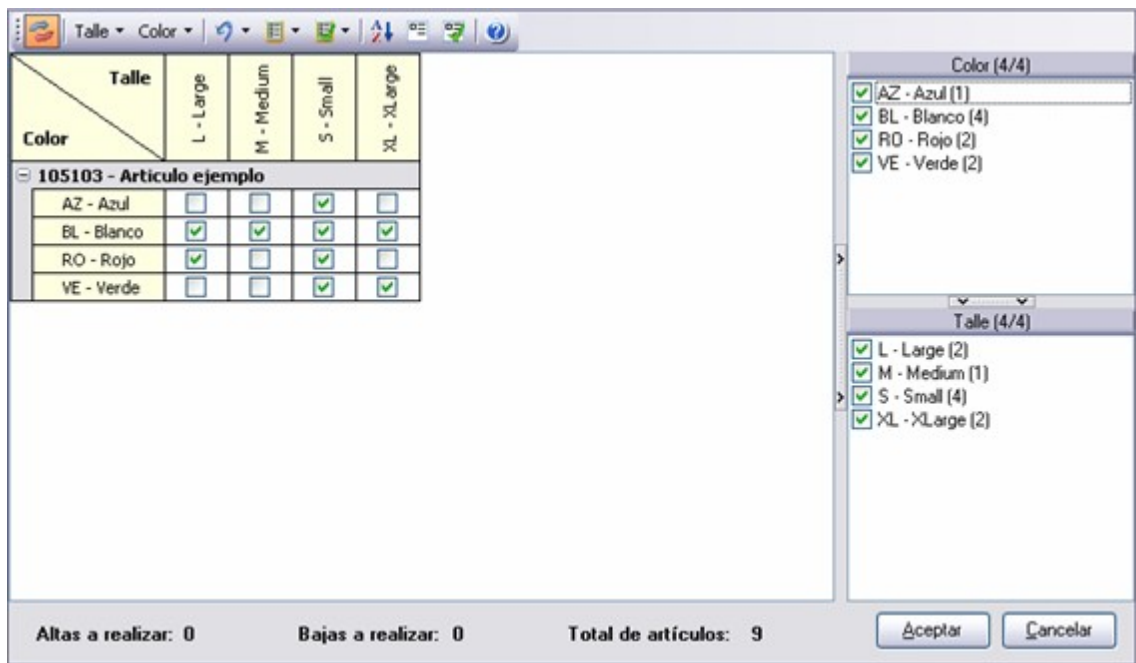 Talle Color
Talle
Color
L - Large
M - Medium
S - Small
XL - XLarge
105103 - Articulo ejemplo
AZ - Azul
BL - Blanco
RO - Rojo
VE - Verde
Color (4/4)
AZ - Azul (1)
BL - Blanco (4)
RO - Rojo (2)
VE - Verde (2)
Talle (4/4)
L - Large (2)
M - Medium (1)
S - Small (4)
XL - XLarge (2)
Altas a realizar: 0 Bajas a realizar: 0 Total de artículos: 9
Aceptar Cancelar